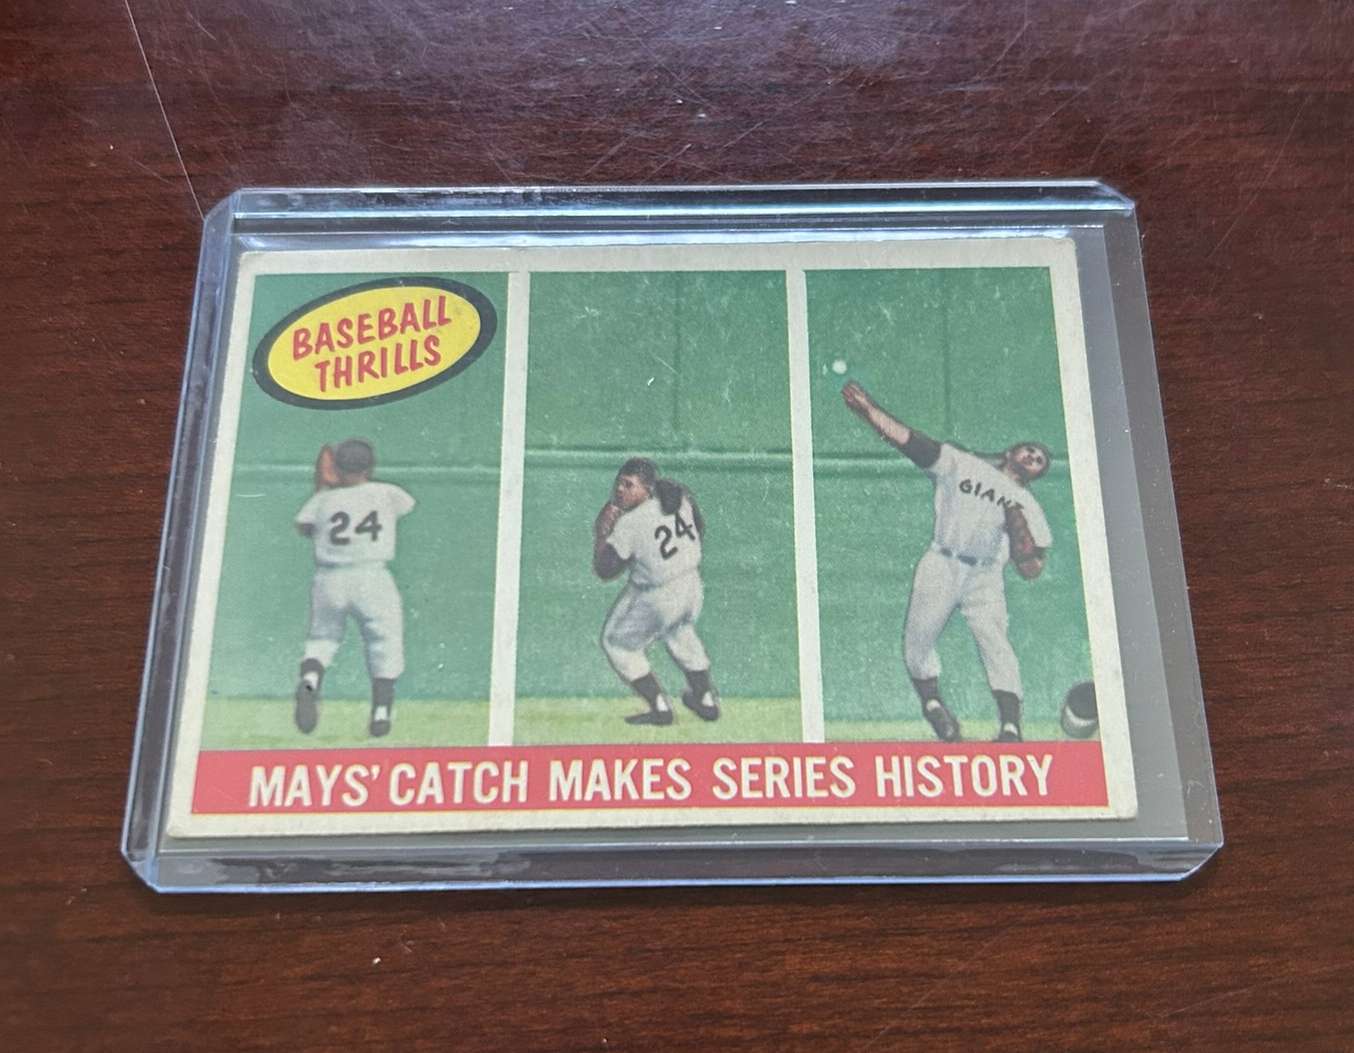 BASEBALL
THRILLS
24
24
GIANT
MAYS' CATCH MAKES SERIES HISTORY